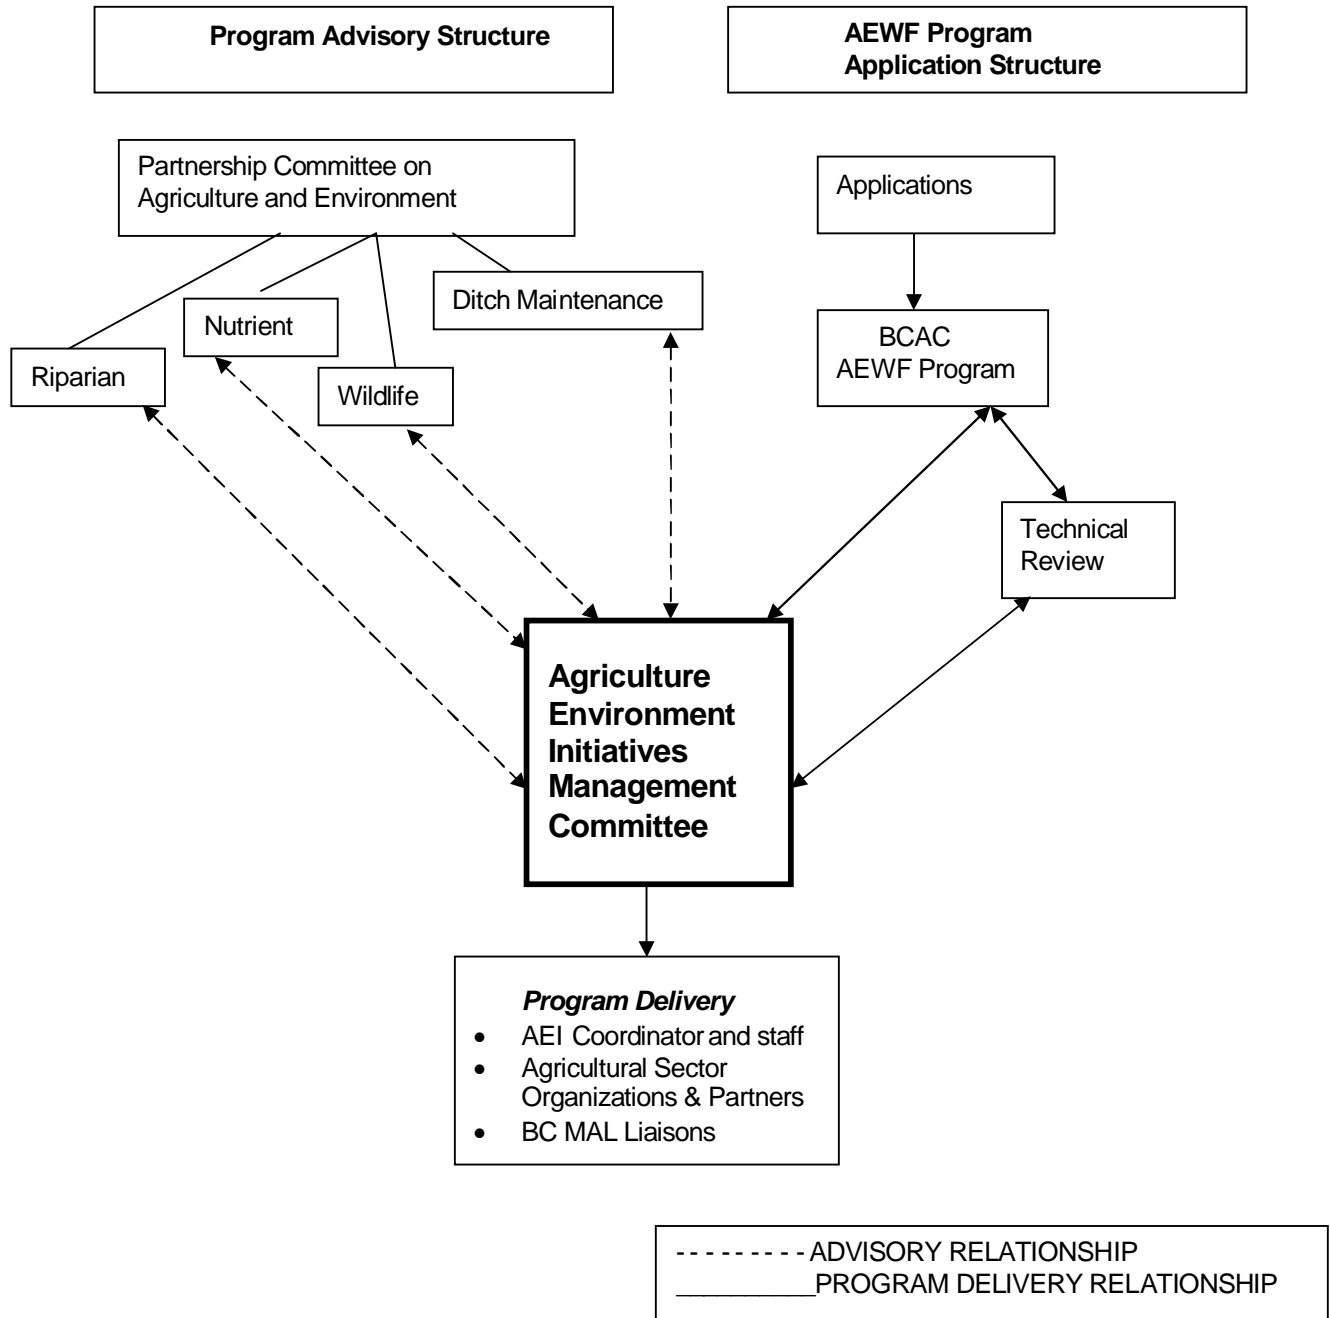 Program Advisory Structure
AEWF Program
Application Structure
Partnership Committee on
Agriculture and Environment
Applications
Ditch Maintenance
Nutrient
BCAC
AEWF Program
Riparian
Wildlife
Technical
Review
Agriculture
Environment
Initiatives
Management
Committee
Program Delivery
• AEI Coordinator and staff
• Agricultural Sector
Organizations & Partners
• BC MAL Liaisons
- - - - - - - - - ADVISORY RELATIONSHIP
__________PROGRAM DELIVERY RELATIONSHIP